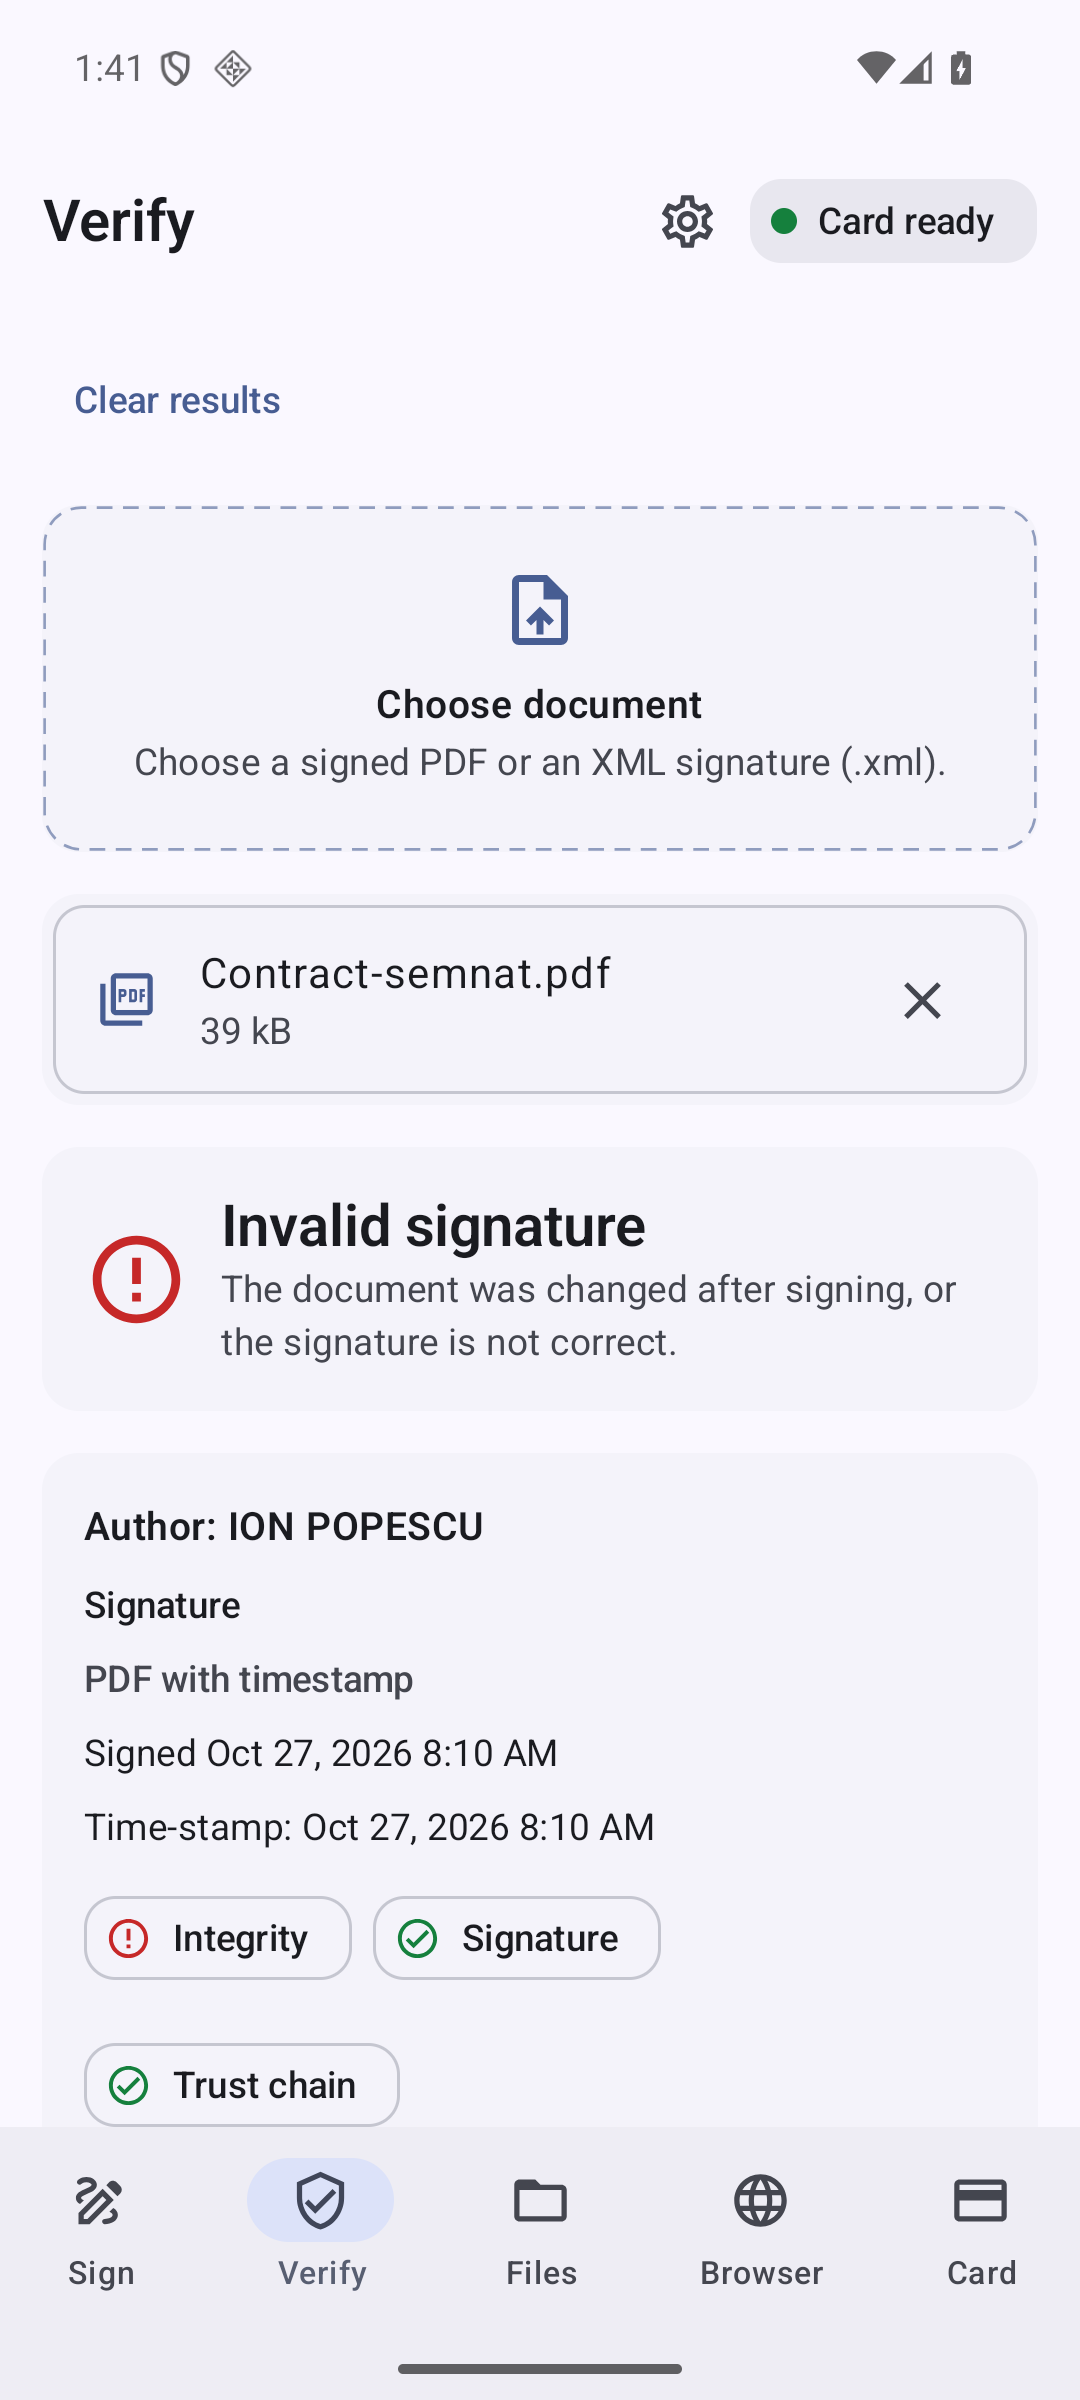 1:41
Verify
Card ready
Clear results
Choose document
Choose a signed PDF or an XML signature (.xml).
PDF
Contract-semnat.pdf
39 kB
Invalid signature
The document was changed after signing, or
the signature is not correct.
Author: ION POPESCU
Signature
PDF with timestamp
Signed Oct 27, 2026 8:10 AM
Time-stamp: Oct 27, 2026 8:10 AM
Integrity
Signature
Trust chain
Sign
Verify
Files
Browser
Card